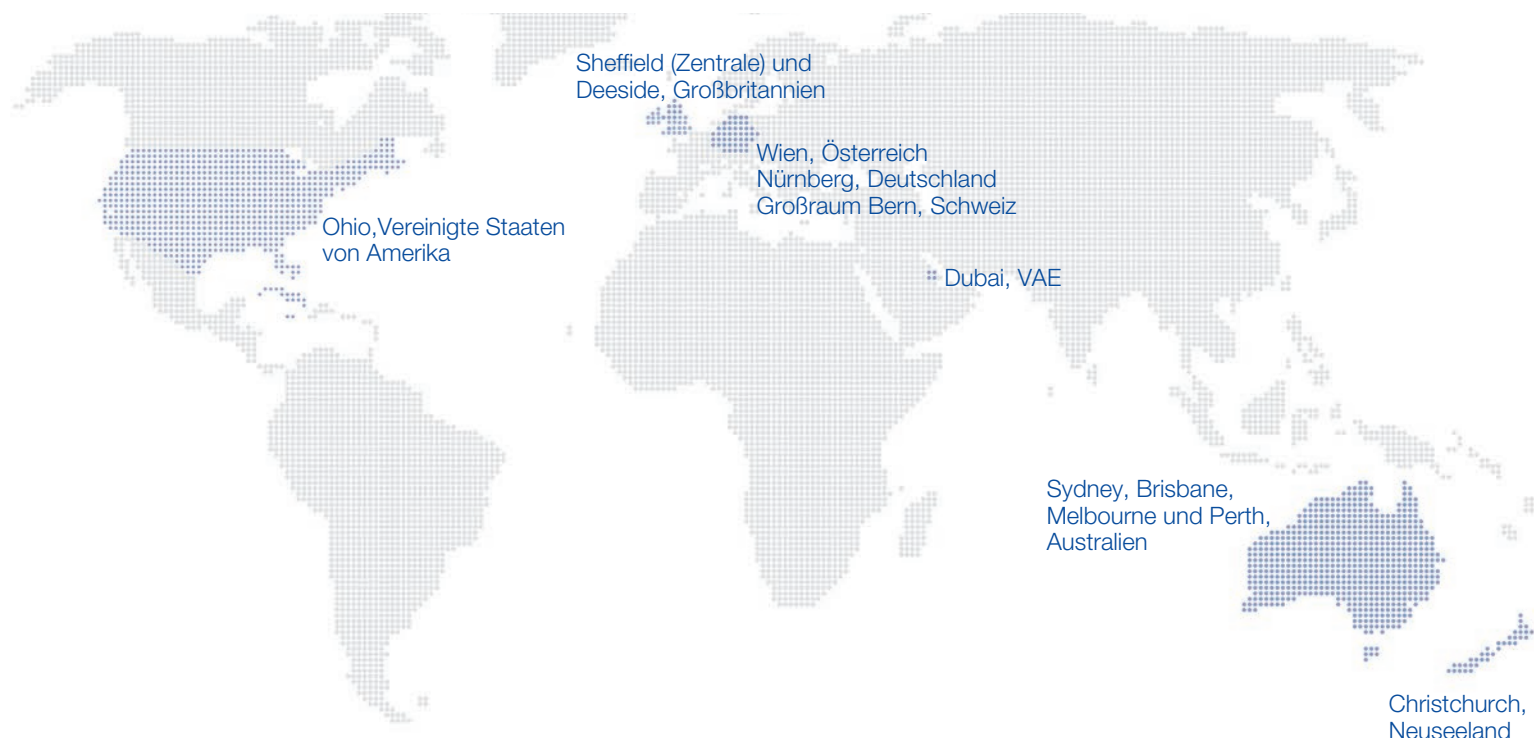 Sheffield (Zentrale) und
Deeside, Großbritannien
Wien, Österreich
Nürnberg, Deutschland
Großraum Bern, Schweiz
Ohio,Vereinigte Staaten
von Amerika
Dubai, VAE
Sydney, Brisbane,
Melbourne und Perth,
Australien
Christchurch,
Neuseeland